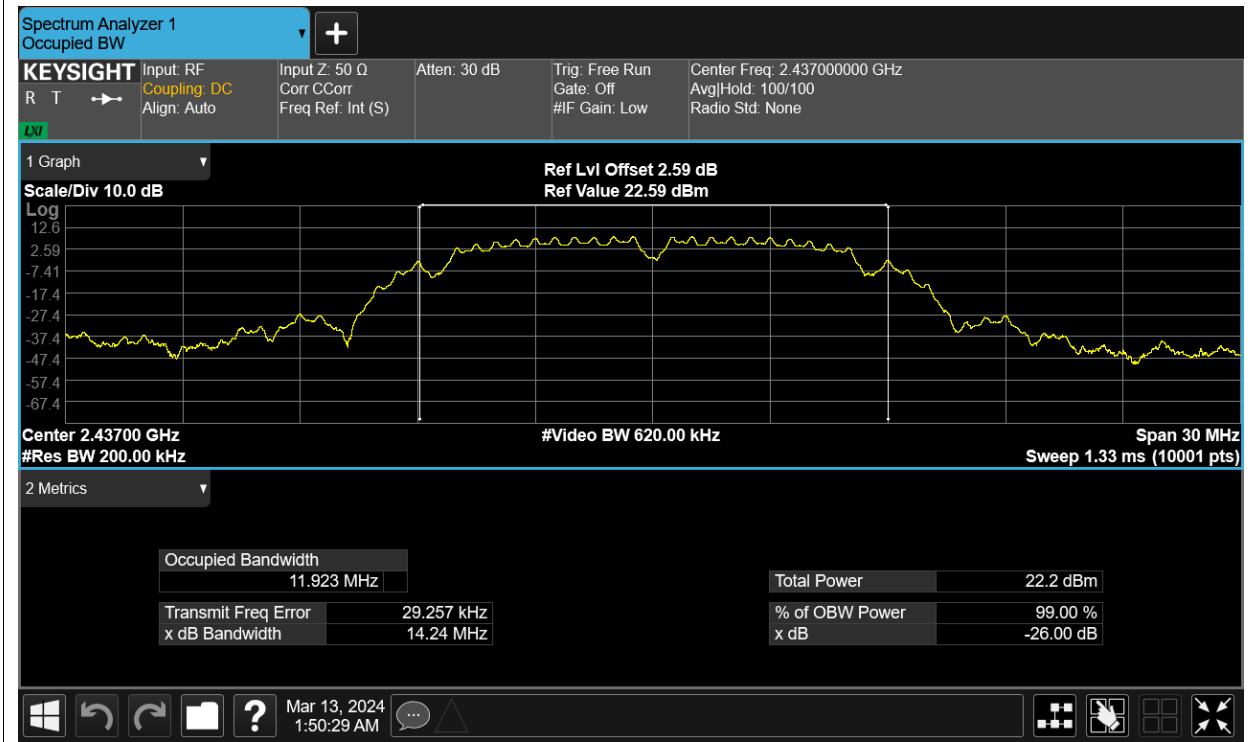 Spectrum Analyzer 1
Occupied BW
KEYSIGHT
R T
LXI
Input: RF
Coupling: DC
Align: Auto
Input Z: 50 Ω
Corr CCorr
Freq Ref: Int (S)
Atten: 30 dB
Trig: Free Run
Gate: Off
#IF Gain: Low
Center Freq: 2.437000000 GHz
Avg|Hold: 100/100
Radio Std: None
1 Graph
Scale/Div 10.0 dB
Ref Lvl Offset 2.59 dB
Ref Value 22.59 dBm
Log
12.6
2.59
-7.41
-17.4
-27.4
-37.4
-47.4
-57.4
-67.4
Center 2.43700 GHz
#Video BW 620.00 kHz
Span 30 MHz
#Res BW 200.00 kHz
Sweep 1.33 ms (10001 pts)
2 Metrics
Occupied Bandwidth
11.923 MHz
Total Power 22.2 dBm
Transmit Freq Error 29.257 kHz
% of OBW Power 99.00 %
x dB Bandwidth 14.24 MHz
x dB -26.00 dB
?
Mar 13, 2024
1:50:29 AM